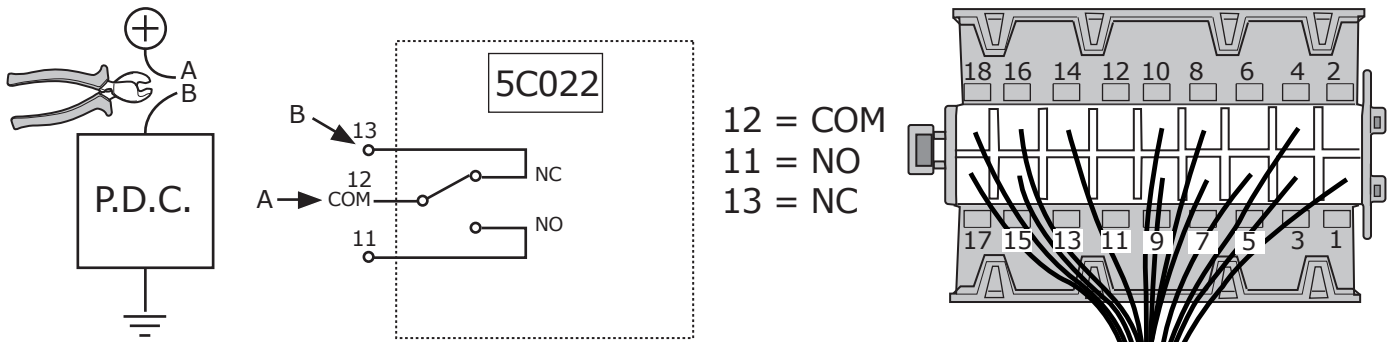 A
B
P.D.C.
5C022
B
13
NC
12
A
COM
NO
11
12 = COM
11 = NO
13 = NC
18 16 14 12 10 8 6 4 2
17 15 13 11 9 7 5 3 1